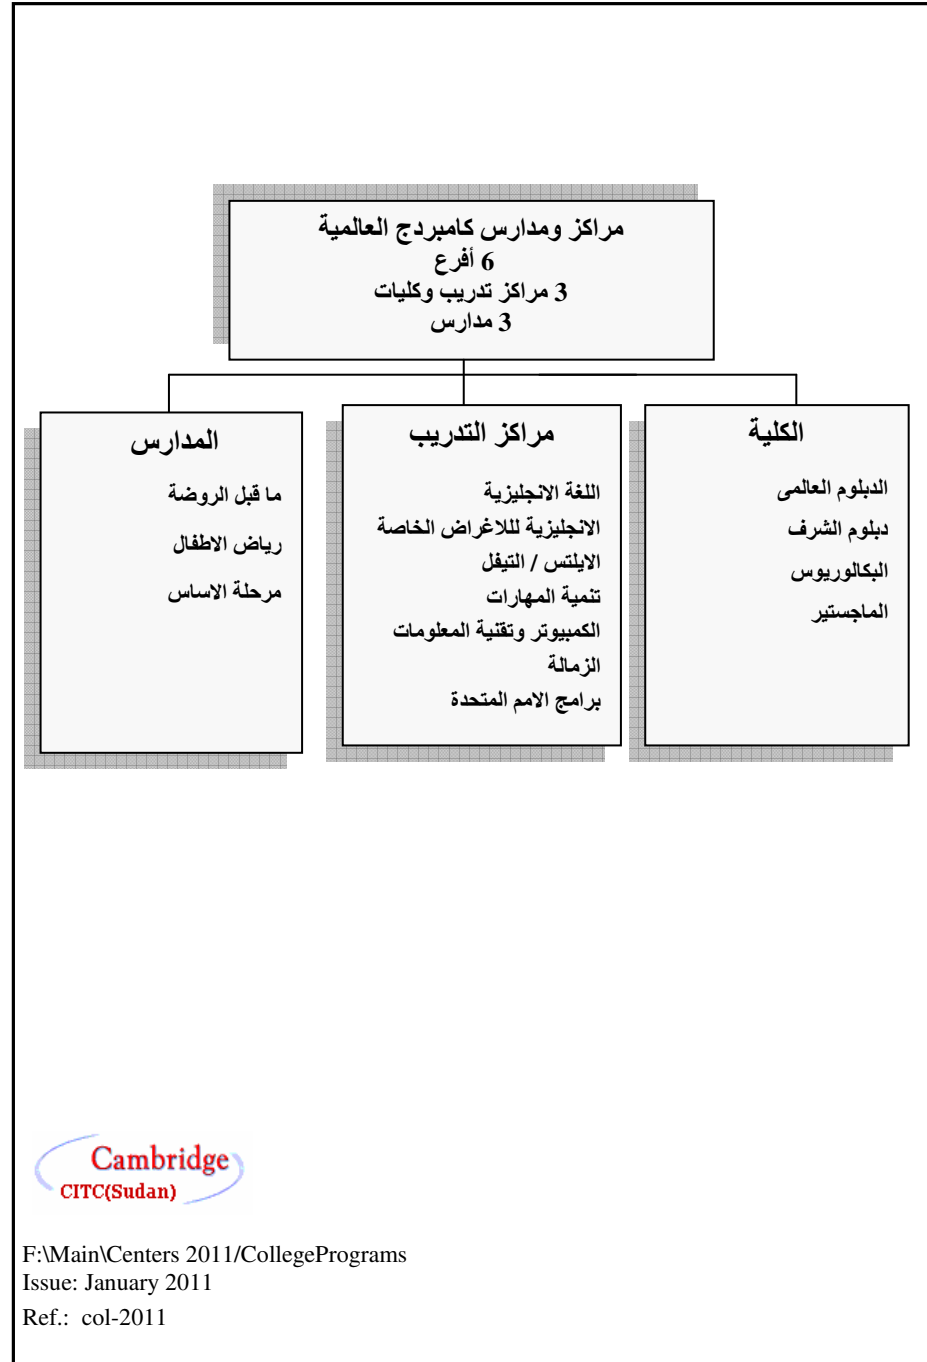 مراكز ومدارس كامبردج العالمية
6 أفرع
3 مراكز تدريب وكليات
3 مدارس
الكلية
الدبلوم العالمى
دبلوم الشرف
البكالوريوس
الماجستير
مراكز التدريب
اللغة الانجليزية
الانجليزية للاغراض الخاصة
الايلتس / التيفل
تنمية المهارات
الكمبيوتر وتقنية المعلومات
الزمالة
برامج الامم المتحدة
المدارس
ما قبل الروضة
رياض الاطفال
مرحلة الاساس
Cambridge
CITC(Sudan)
F:\Main\Centers 2011/CollegePrograms
Issue: January 2011
Ref.: col-2011